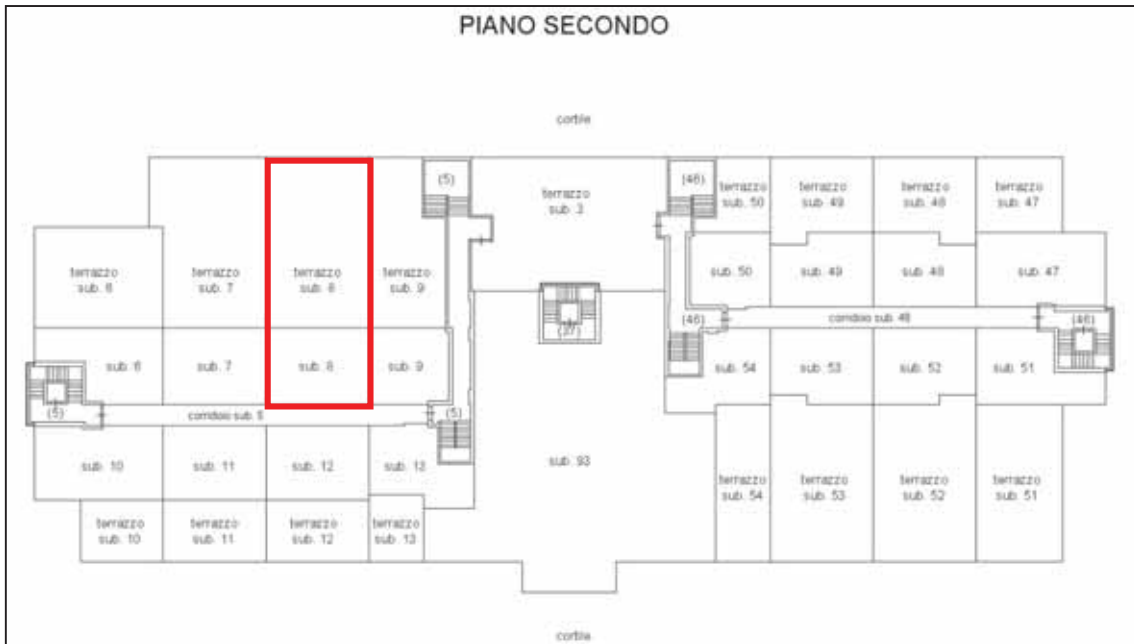 PIANO SECONDO
cortile
(5)
terrazzo
sub. 3
(46)
terrazzo
sub. 50
terrazzo
sub. 49
terrazzo
sub. 48
terrazzo
sub. 47
terrazzo
sub. 6
terrazzo
sub. 7
terrazzo
sub. 8
terrazzo
sub. 9
sub. 50
sub. 49
sub. 48
sub. 47
(37)
(46)
corridoio sub. 46
(46)
sub. 6
sub. 7
sub. 8
sub. 9
sub. 54
sub. 53
sub. 52
sub. 51
(5)
corridoio sub. 5
(5)
sub. 10
sub. 11
sub. 12
sub. 13
sub. 93
terrazzo
sub. 54
terrazzo
sub. 53
terrazzo
sub. 52
terrazzo
sub. 51
terrazzo
sub. 10
terrazzo
sub. 11
terrazzo
sub. 12
terrazzo
sub. 13
cortile